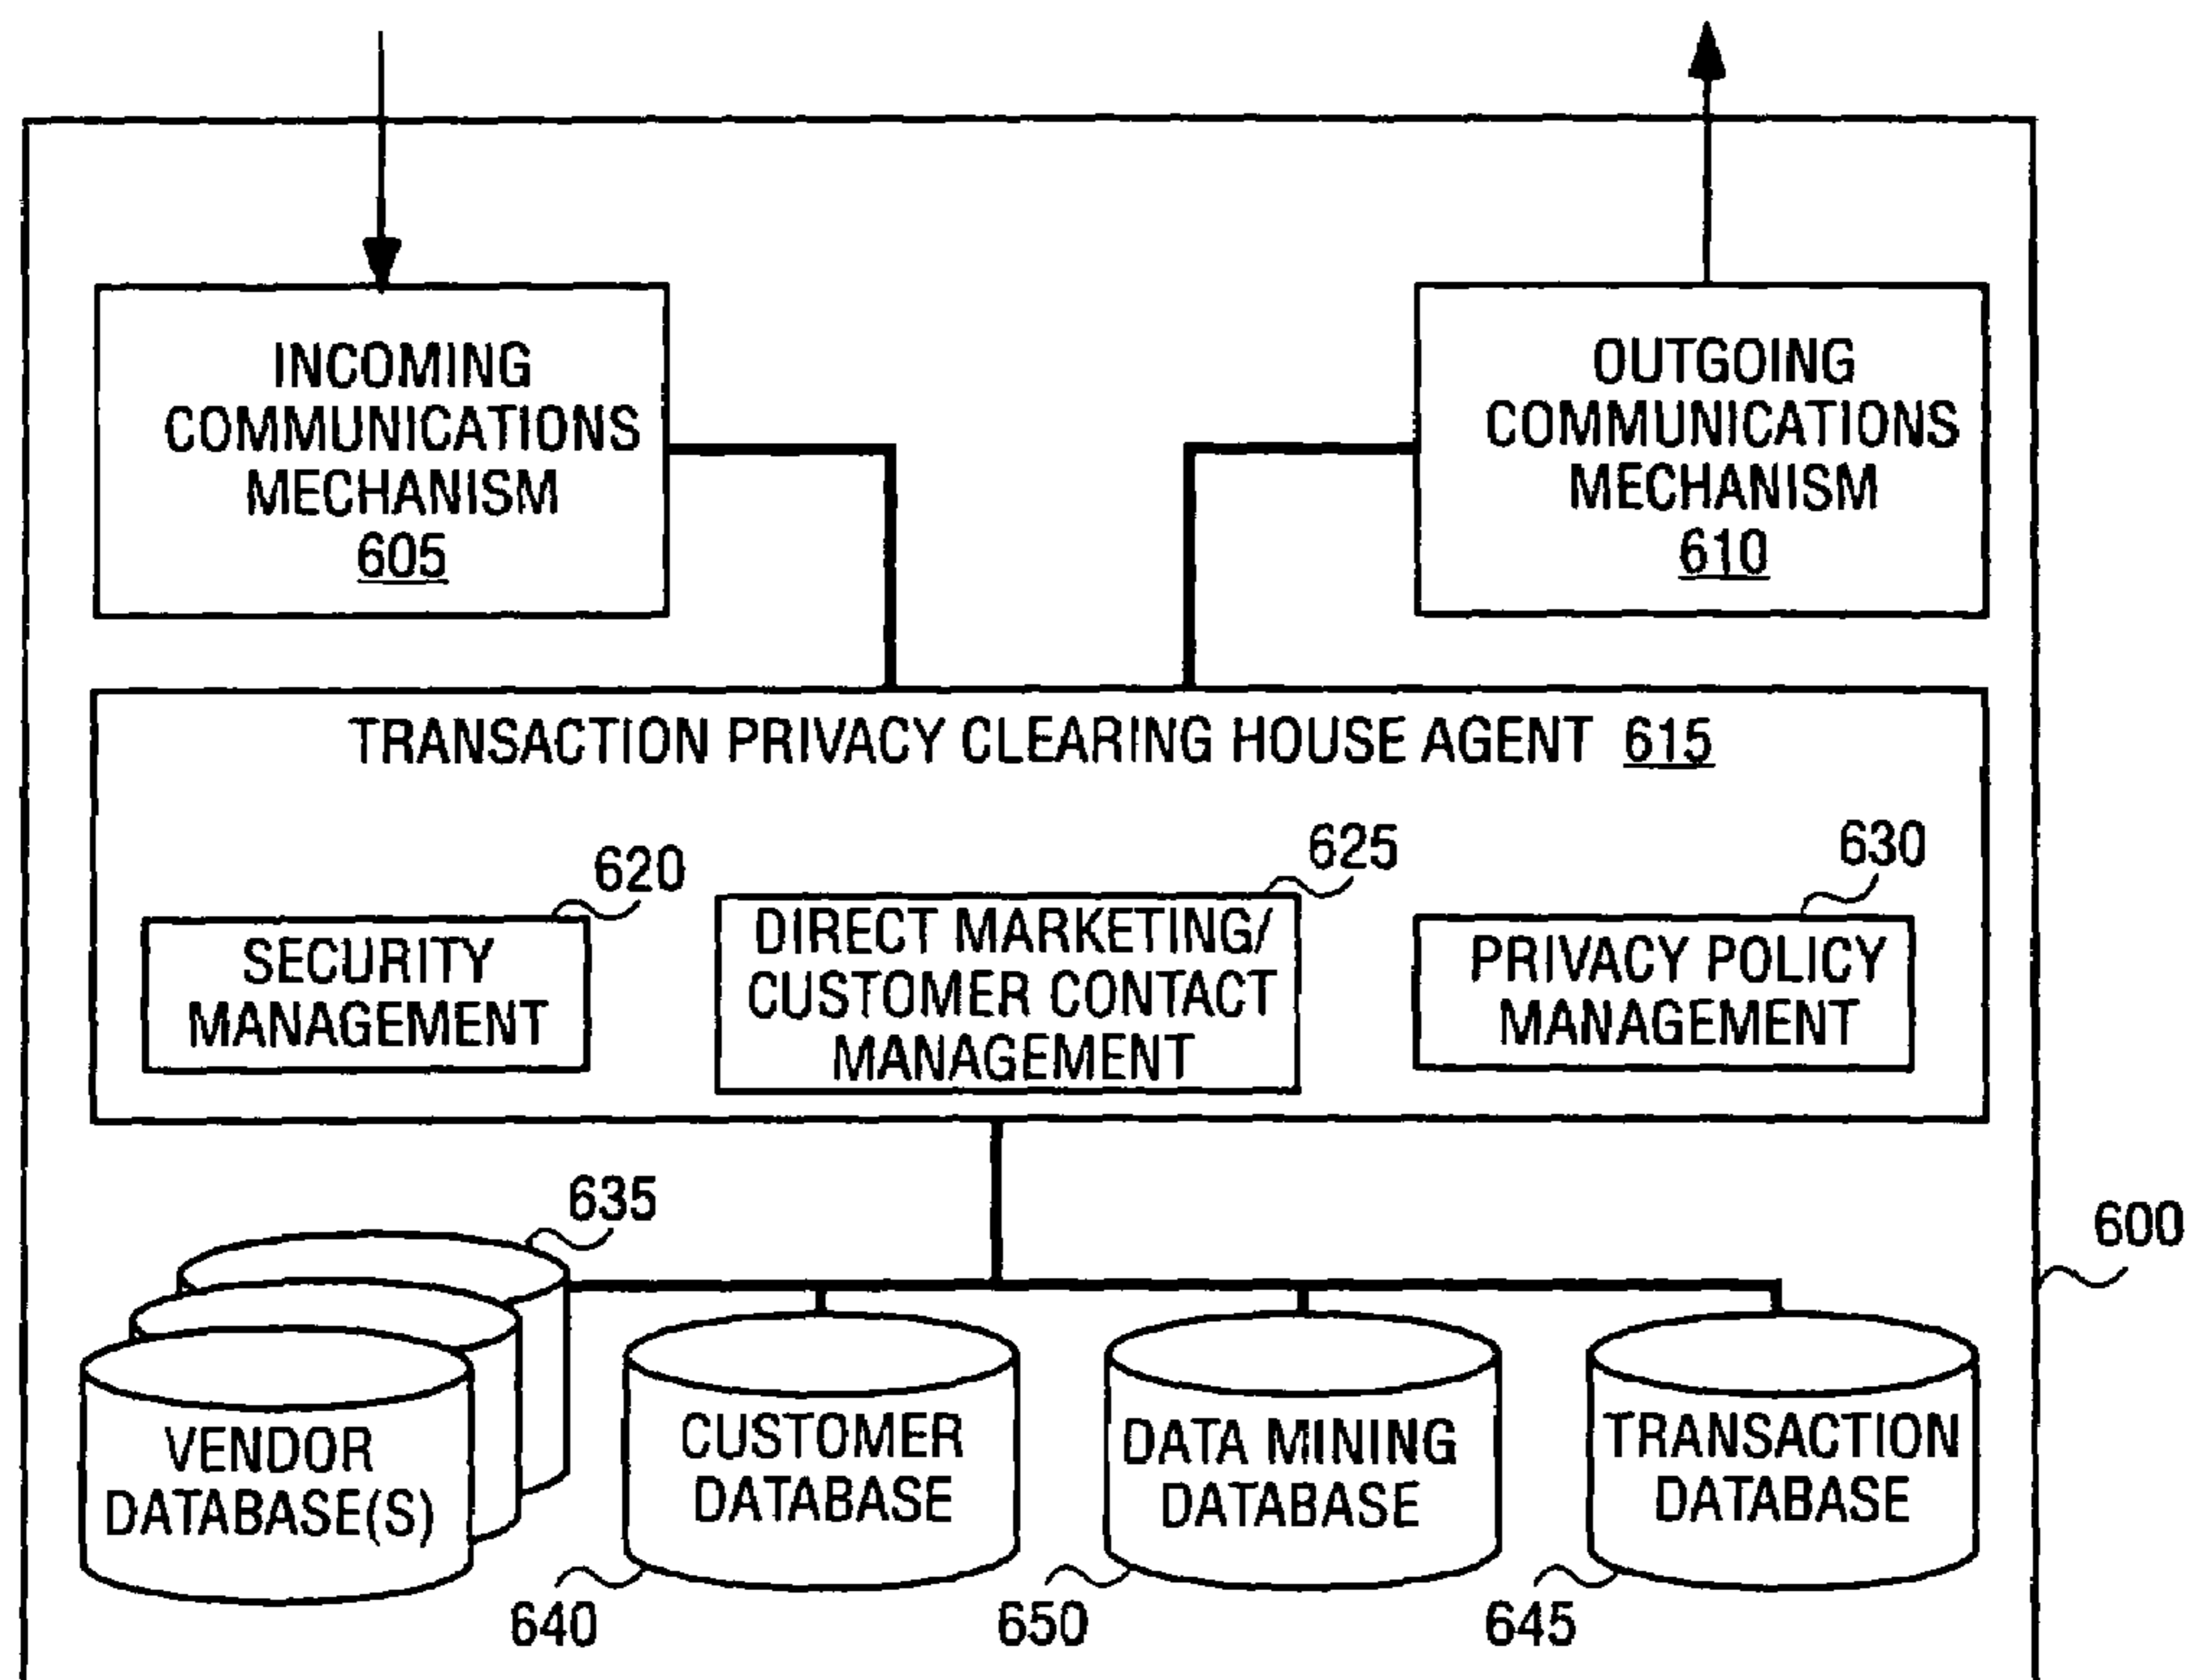 INCOMING
COMMUNICATIONS
MECHANISM
605
OUTGOING
COMMUNICATIONS
MECHANISM
610
TRANSACTION PRIVACY CLEARING HOUSE AGENT 615
620
SECURITY
MANAGEMENT
625
DIRECT MARKETING/
CUSTOMER CONTACT
MANAGEMENT
630
PRIVACY POLICY
MANAGEMENT
635
600
VENDOR
DATABASE(S)
CUSTOMER
DATABASE
DATA MINING
DATABASE
TRANSACTION
DATABASE
640
650
645